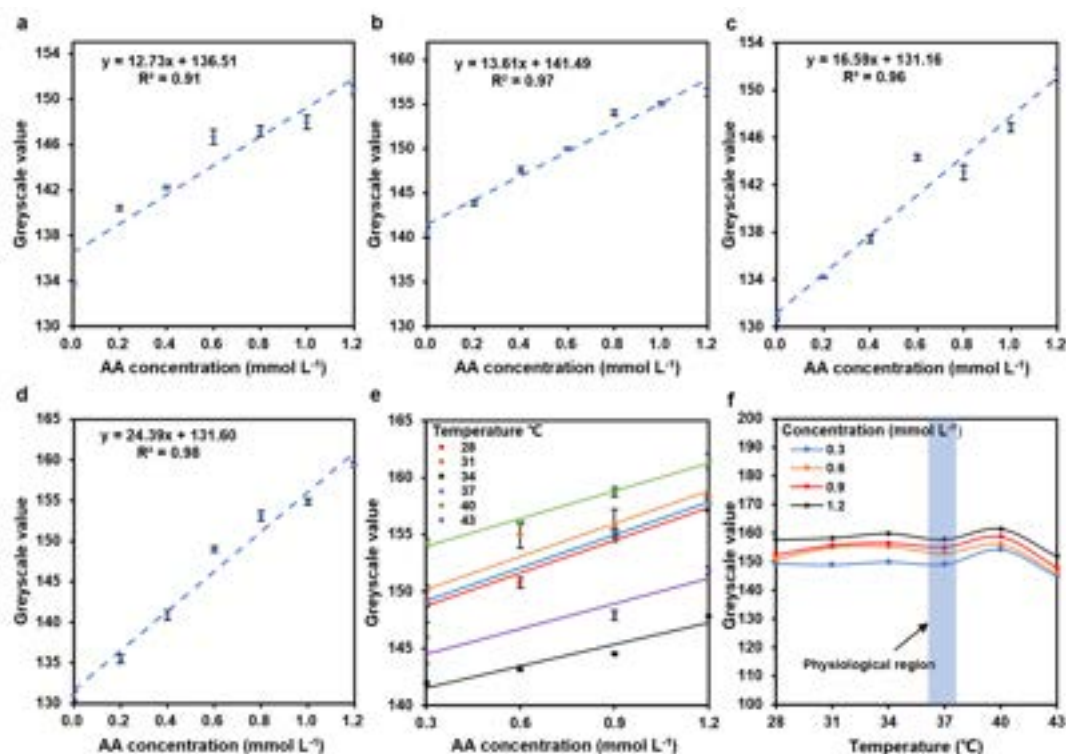 a
y = 12.73x + 136.51
R² = 0.91
Greyscale value
154
150
146
142
138
134
130
0.0 0.2 0.4 0.6 0.8 1.0 1.2
AA concentration (mmol L⁻¹)
b
y = 13.61x + 141.49
R² = 0.97
Greyscale value
160
155
150
145
140
135
130
0.0 0.2 0.4 0.6 0.8 1.0 1.2
AA concentration (mmol L⁻¹)
c
y = 16.59x + 131.16
R² = 0.96
Greyscale value
154
150
146
142
138
134
130
0.0 0.2 0.4 0.6 0.8 1.0 1.2
AA concentration (mmol L⁻¹)
d
y = 24.39x + 131.60
R² = 0.98
Greyscale value
165
160
155
150
145
140
135
130
0.0 0.2 0.4 0.6 0.8 1.0 1.2
AA concentration (mmol L⁻¹)
e
Temperature ℃
28
31
34
37
40
43
Greyscale value
165
160
155
150
145
140
0.3 0.6 0.9 1.2
AA concentration (mmol L⁻¹)
f
Concentration (mmol L⁻¹)
0.3
0.6
0.9
1.2
Physiological region
Greyscale value
200
190
180
170
160
150
140
130
120
110
100
28 31 34 37 40 43
Temperature (℃)